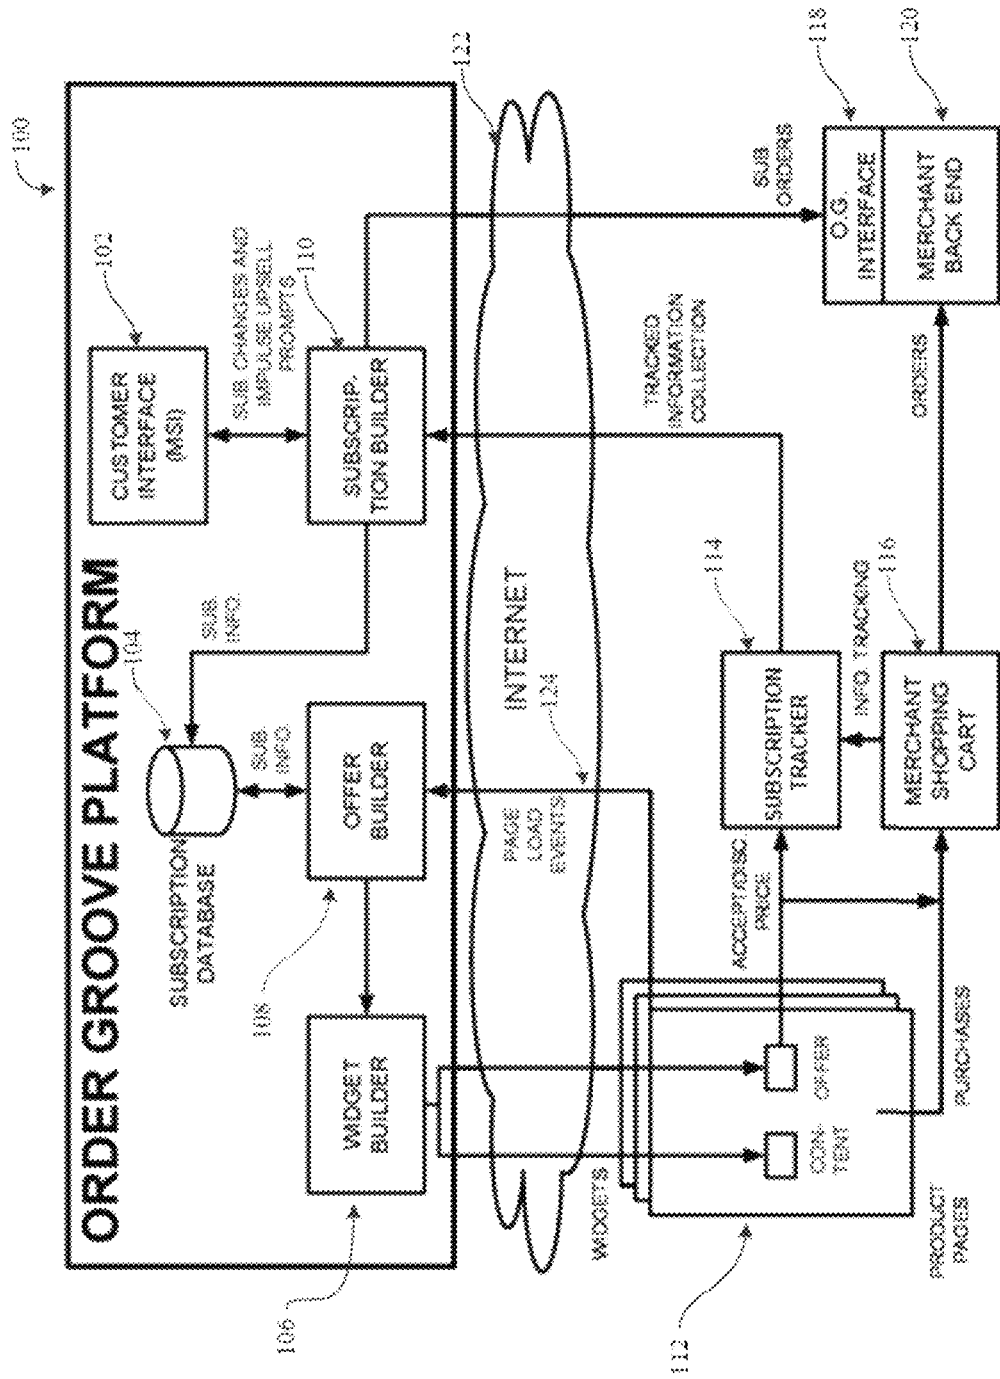 ORDER GROOVE PLATFORM
100
SUBSCRIPTION
DATABASE
104
SUB.
INFO.
CUSTOMER
INTERFACE
(MSI)
102
SUB.
INFO.
SUB. CHANGES AND
IMPULSE UPSELL
PROMPTS
WIDGET
BUILDER
106
OFFER
BUILDER
108
SUBSCRIP-
TION BUILDER
110
122
INTERNET
PAGE
LOAD
EVENTS
124
WIDGETS
TRACKED
INFORMATION
COLLECTION
SUB
ORDERS
112
CON-
TENT
OFFER
ACCEPT/DISC.
PRICE
SUBSCRIPTION
TRACKER
114
INFO. TRACKING
MERCHANT
SHOPPING
CART
116
ORDERS
O.G.
INTERFACE
118
MERCHANT
BACK END
120
PRODUCT
PAGES
PURCHASES